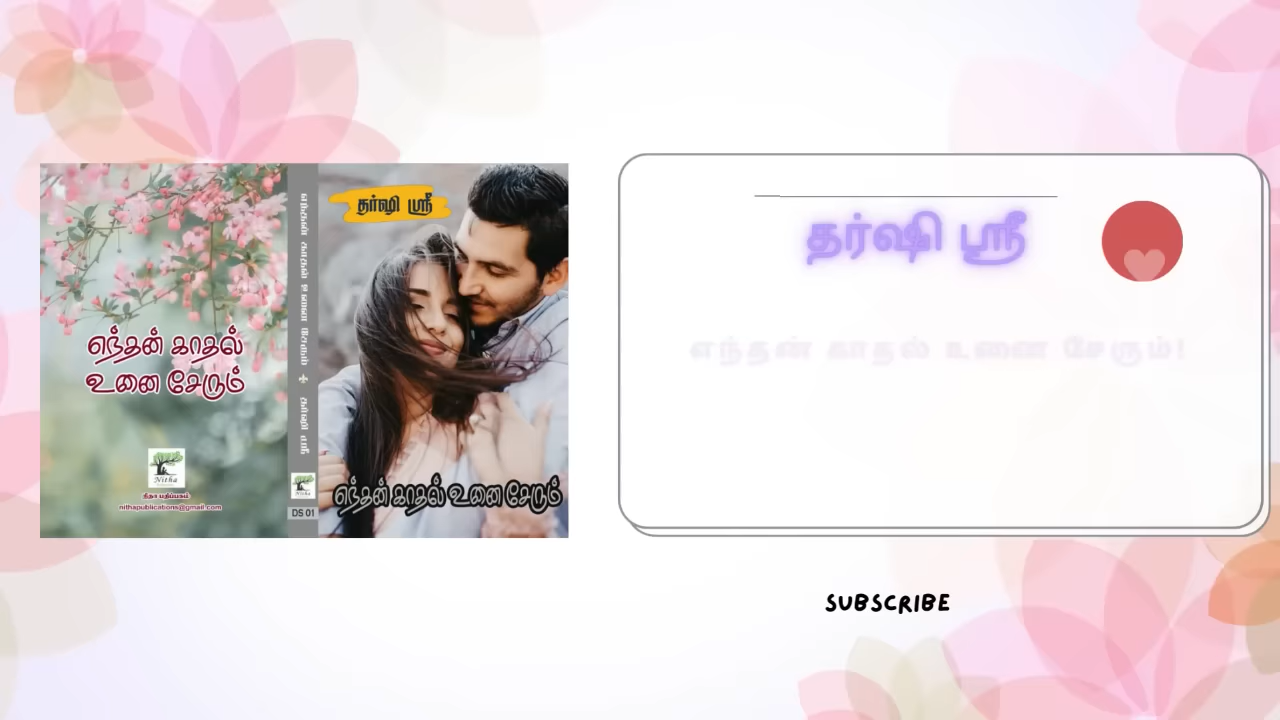 எந்தன் காதல்
உனை சேரும்
Nitha
நிதா பதிப்பகம்
nithapublications@gmail.com
எந்தன் காதல் உனை சேரும் தர்ஷி ஸ்ரீ
Nitha
DS 01
தர்ஷி ஸ்ரீ
எந்தன் காதல் உனை சேரும்
தர்ஷி ஸ்ரீ
எந்தன் காதல் உனை சேரும்!
SUBSCRIBE